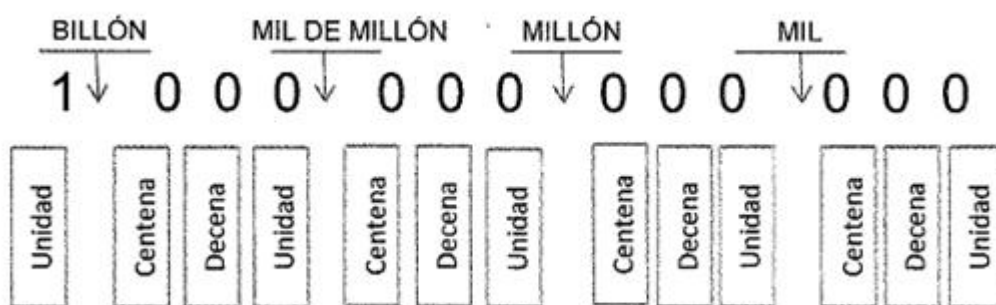 BILLÓN MIL DE MILLÓN MILLÓN MIL
1 0 0 0 0 0 0 0 0 0 0 0 0
Unidad Centena Decena Unidad Centena Decena Unidad Centena Decena Unidad Centena Decena Unidad